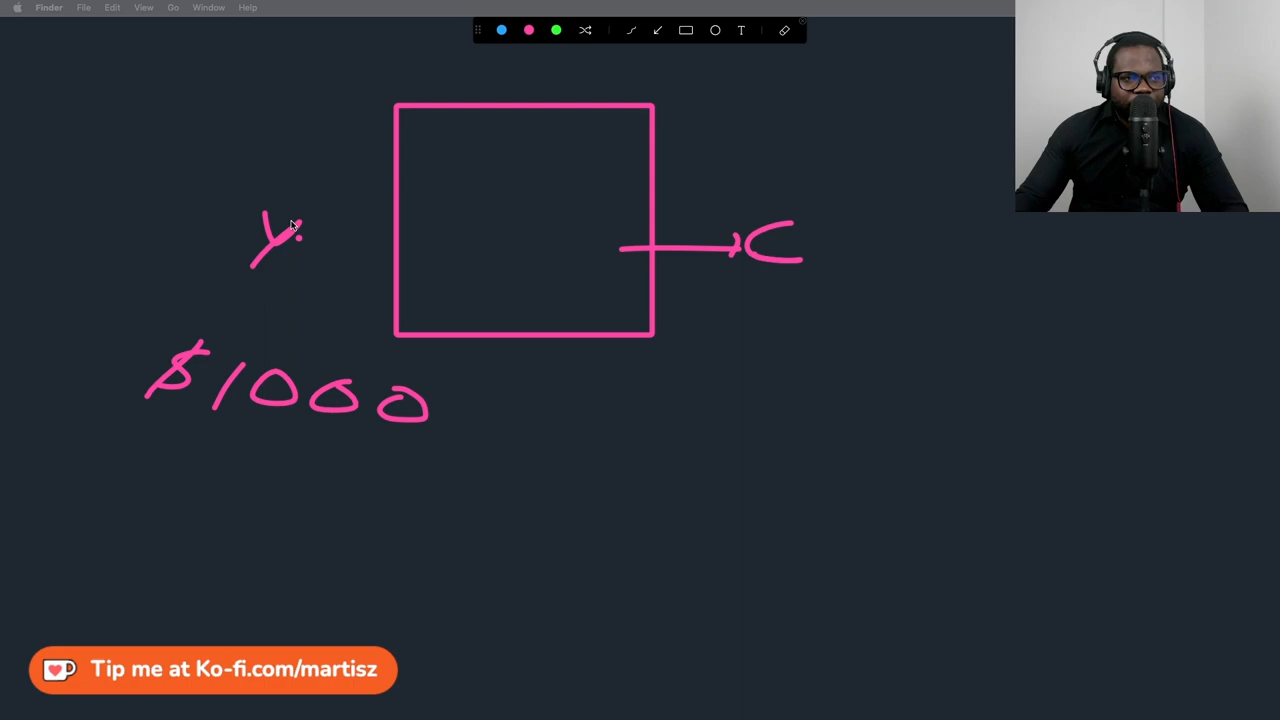 Finder File Edit View Go Window Help
T
Y
C
$1000
Tip me at Ko-fi.com/martisz